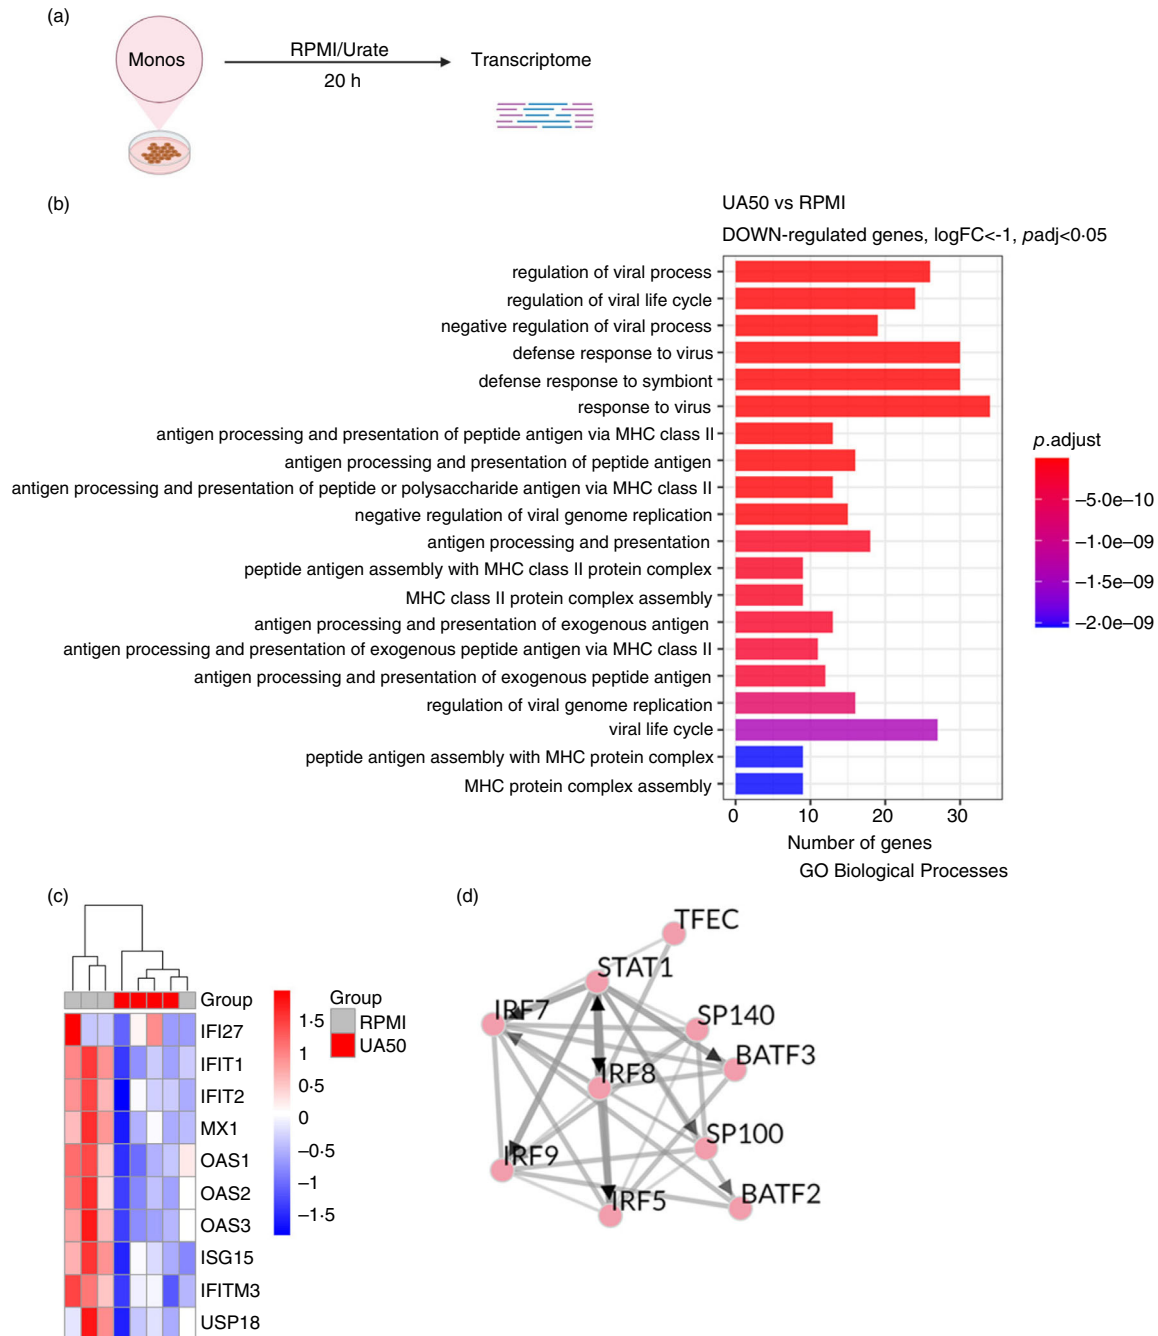 (a)
Monos
RPMI/Urate
20 h
Transcriptome
(b)
UA50 vs RPMI
DOWN-regulated genes, logFC<-1, padj<0·05
regulation of viral process
regulation of viral life cycle
negative regulation of viral process
defense response to virus
defense response to symbiont
response to virus
antigen processing and presentation of peptide antigen via MHC class II
antigen processing and presentation of peptide antigen
antigen processing and presentation of peptide or polysaccharide antigen via MHC class II
negative regulation of viral genome replication
antigen processing and presentation
peptide antigen assembly with MHC class II protein complex
MHC class II protein complex assembly
antigen processing and presentation of exogenous antigen
antigen processing and presentation of exogenous peptide antigen via MHC class II
antigen processing and presentation of exogenous peptide antigen
regulation of viral genome replication
viral life cycle
peptide antigen assembly with MHC protein complex
MHC protein complex assembly
0 10 20 30
Number of genes
GO Biological Processes
p.adjust
−5·0e−10
−1·0e−09
−1·5e−09
−2·0e−09
(c)
Group
IFI27
IFIT1
IFIT2
MX1
OAS1
OAS2
OAS3
ISG15
IFITM3
USP18
1·5
1
0·5
0
−0·5
−1
−1·5
Group
RPMI
UA50
(d)
TFEC
STAT1
IRF7
SP140
BATF3
IRF8
SP100
IRF9
IRF5
BATF2